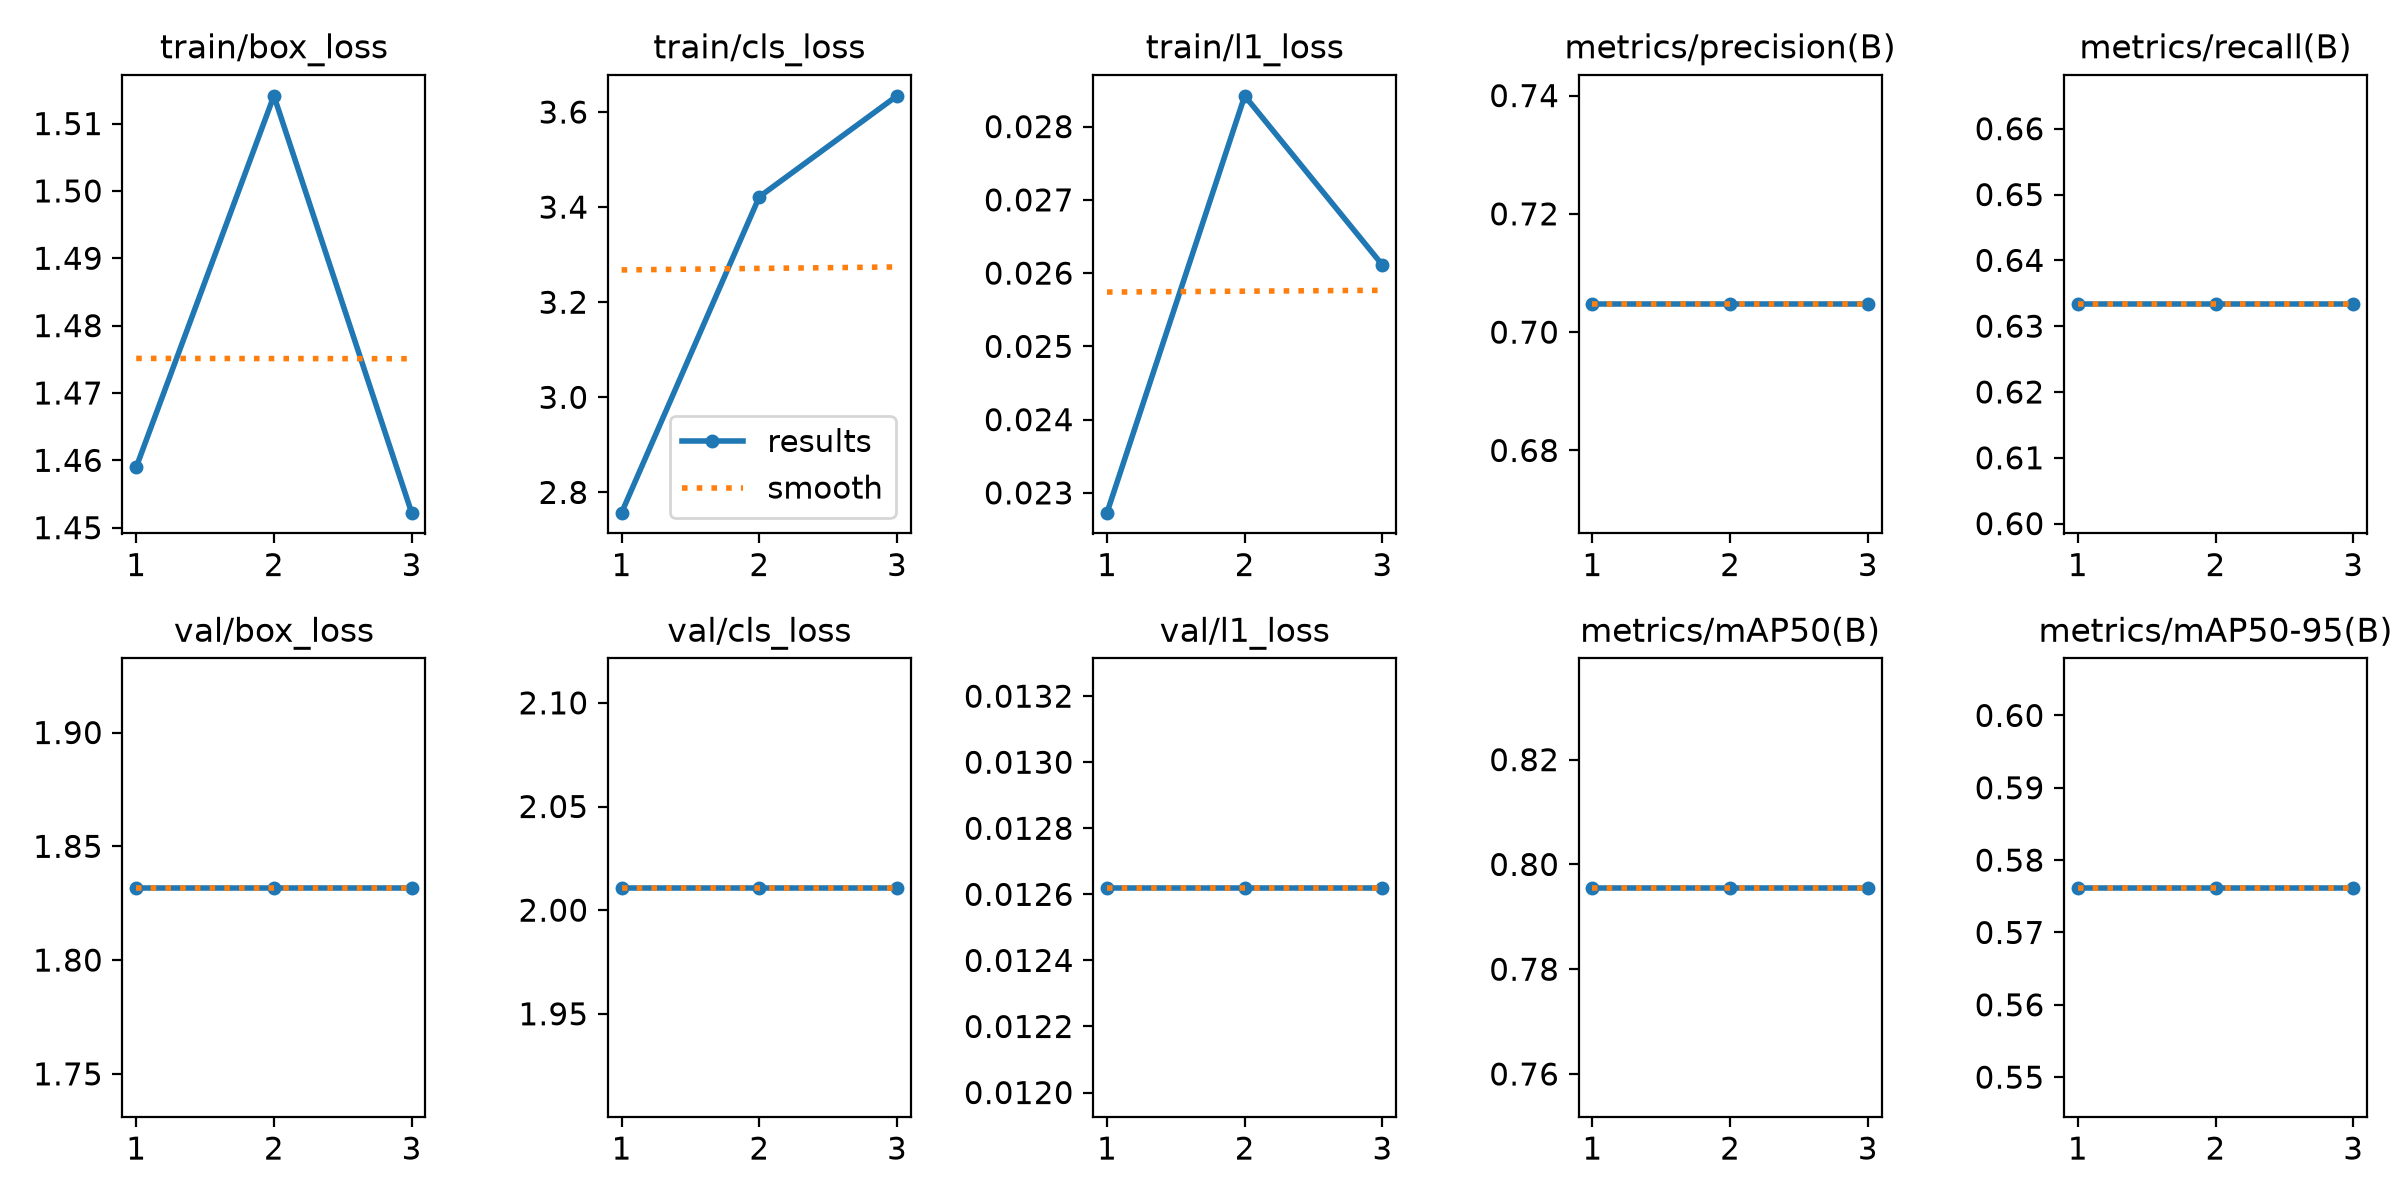 train/box_loss
1.51
1.50
1.49
1.48
1.47
1.46
1.45
1 2 3
train/cls_loss
3.6
3.4
3.2
3.0
2.8
results
smooth
1 2 3
train/l1_loss
0.028
0.027
0.026
0.025
0.024
0.023
1 2 3
metrics/precision(B)
0.74
0.72
0.70
0.68
1 2 3
metrics/recall(B)
0.66
0.65
0.64
0.63
0.62
0.61
0.60
1 2 3
val/box_loss
1.90
1.85
1.80
1.75
1 2 3
val/cls_loss
2.10
2.05
2.00
1.95
1 2 3
val/l1_loss
0.0132
0.0130
0.0128
0.0126
0.0124
0.0122
0.0120
1 2 3
metrics/mAP50(B)
0.82
0.80
0.78
0.76
1 2 3
metrics/mAP50-95(B)
0.60
0.59
0.58
0.57
0.56
0.55
1 2 3